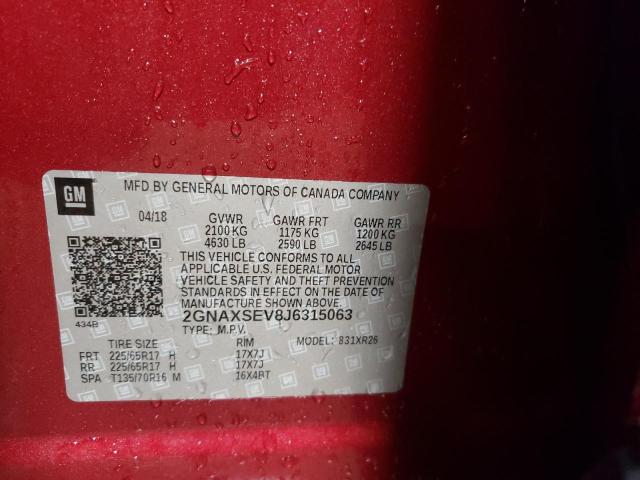 GM
MFD BY GENERAL MOTORS OF CANADA COMPANY
04/18 GVWR GAWR FRT GAWR RR
2100 KG 1175 KG 1200 KG
4630 LB 2590 LB 2645 LB
THIS VEHICLE CONFORMS TO ALL
APPLICABLE U.S. FEDERAL MOTOR
VEHICLE SAFETY AND THEFT PREVENTION
STANDARDS IN EFFECT ON THE DATE OF
MANUFACTURE SHOWN ABOVE.
434B 2GNAXSEV8J6315063
TYPE: M.P.V.
TIRE SIZE RIM MODEL: 831XR26
FRT 225/65R17 H 17X7J
RR 225/65R17 H 17X7J
SPA T135/70R16 M 16X4BT